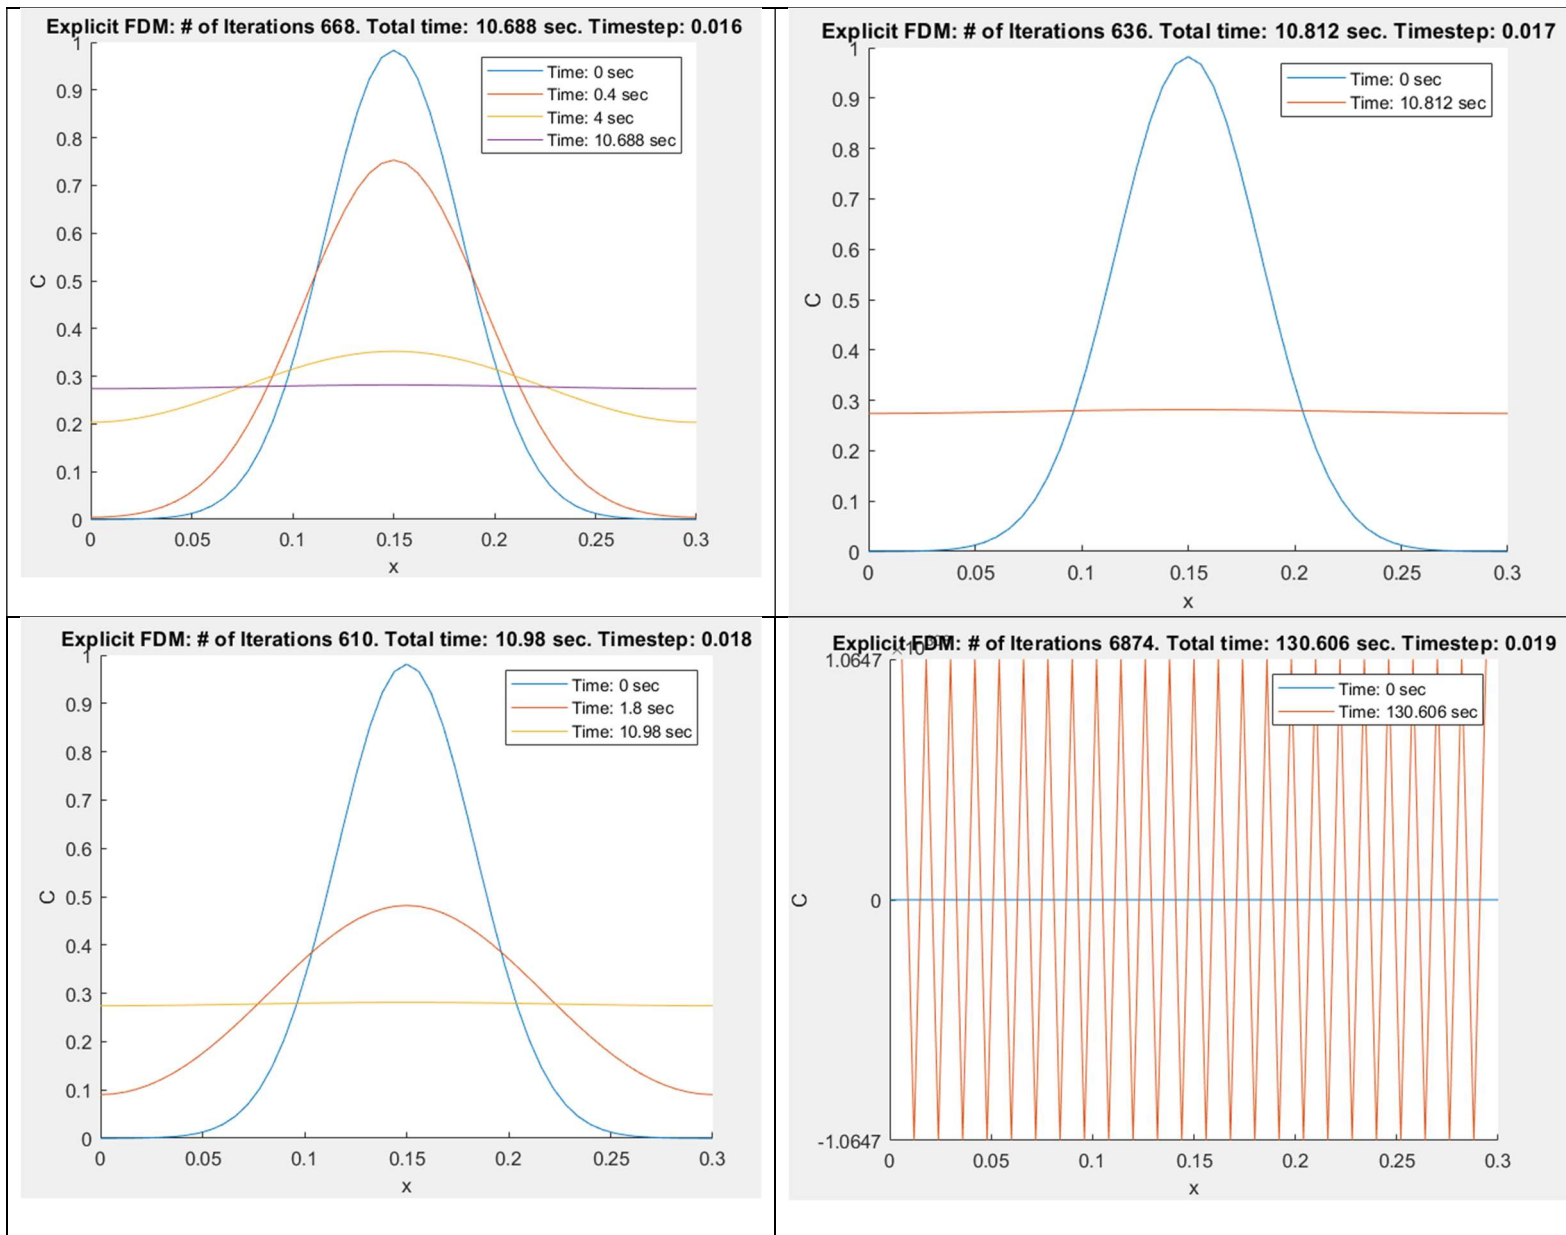 Explicit FDM: # of Iterations 668. Total time: 10.688 sec. Timestep: 0.016
1
0.9
0.8
0.7
0.6
0.5
0.4
0.3
0.2
0.1
0
C
Time: 0 sec
Time: 0.4 sec
Time: 4 sec
Time: 10.688 sec
0 0.05 0.1 0.15 0.2 0.25 0.3
x
Explicit FDM: # of Iterations 636. Total time: 10.812 sec. Timestep: 0.017
1
0.9
0.8
0.7
0.6
0.5
0.4
0.3
0.2
0.1
0
C
Time: 0 sec
Time: 10.812 sec
0 0.05 0.1 0.15 0.2 0.25 0.3
x
Explicit FDM: # of Iterations 610. Total time: 10.98 sec. Timestep: 0.018
1
0.9
0.8
0.7
0.6
0.5
0.4
0.3
0.2
0.1
0
C
Time: 0 sec
Time: 1.8 sec
Time: 10.98 sec
0 0.05 0.1 0.15 0.2 0.25 0.3
x
Explicit FDM: # of Iterations 6874. Total time: 130.606 sec. Timestep: 0.019
1.0647
0
-1.0647
C
Time: 0 sec
Time: 130.606 sec
0 0.05 0.1 0.15 0.2 0.25 0.3
x